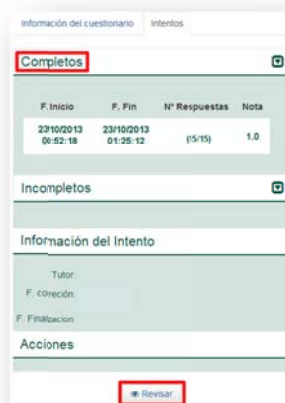 Información del cuestionario Intentos
Completos
F. Inicio F. Fin Nº Respuestas Nota
23/10/2013 23/10/2013
00:52:18 01:25:12 (15/15) 1.0
Incompletos
Información del Intento
Tutor:
F. correción:
F. Finalzacion:
Acciones
Revisar